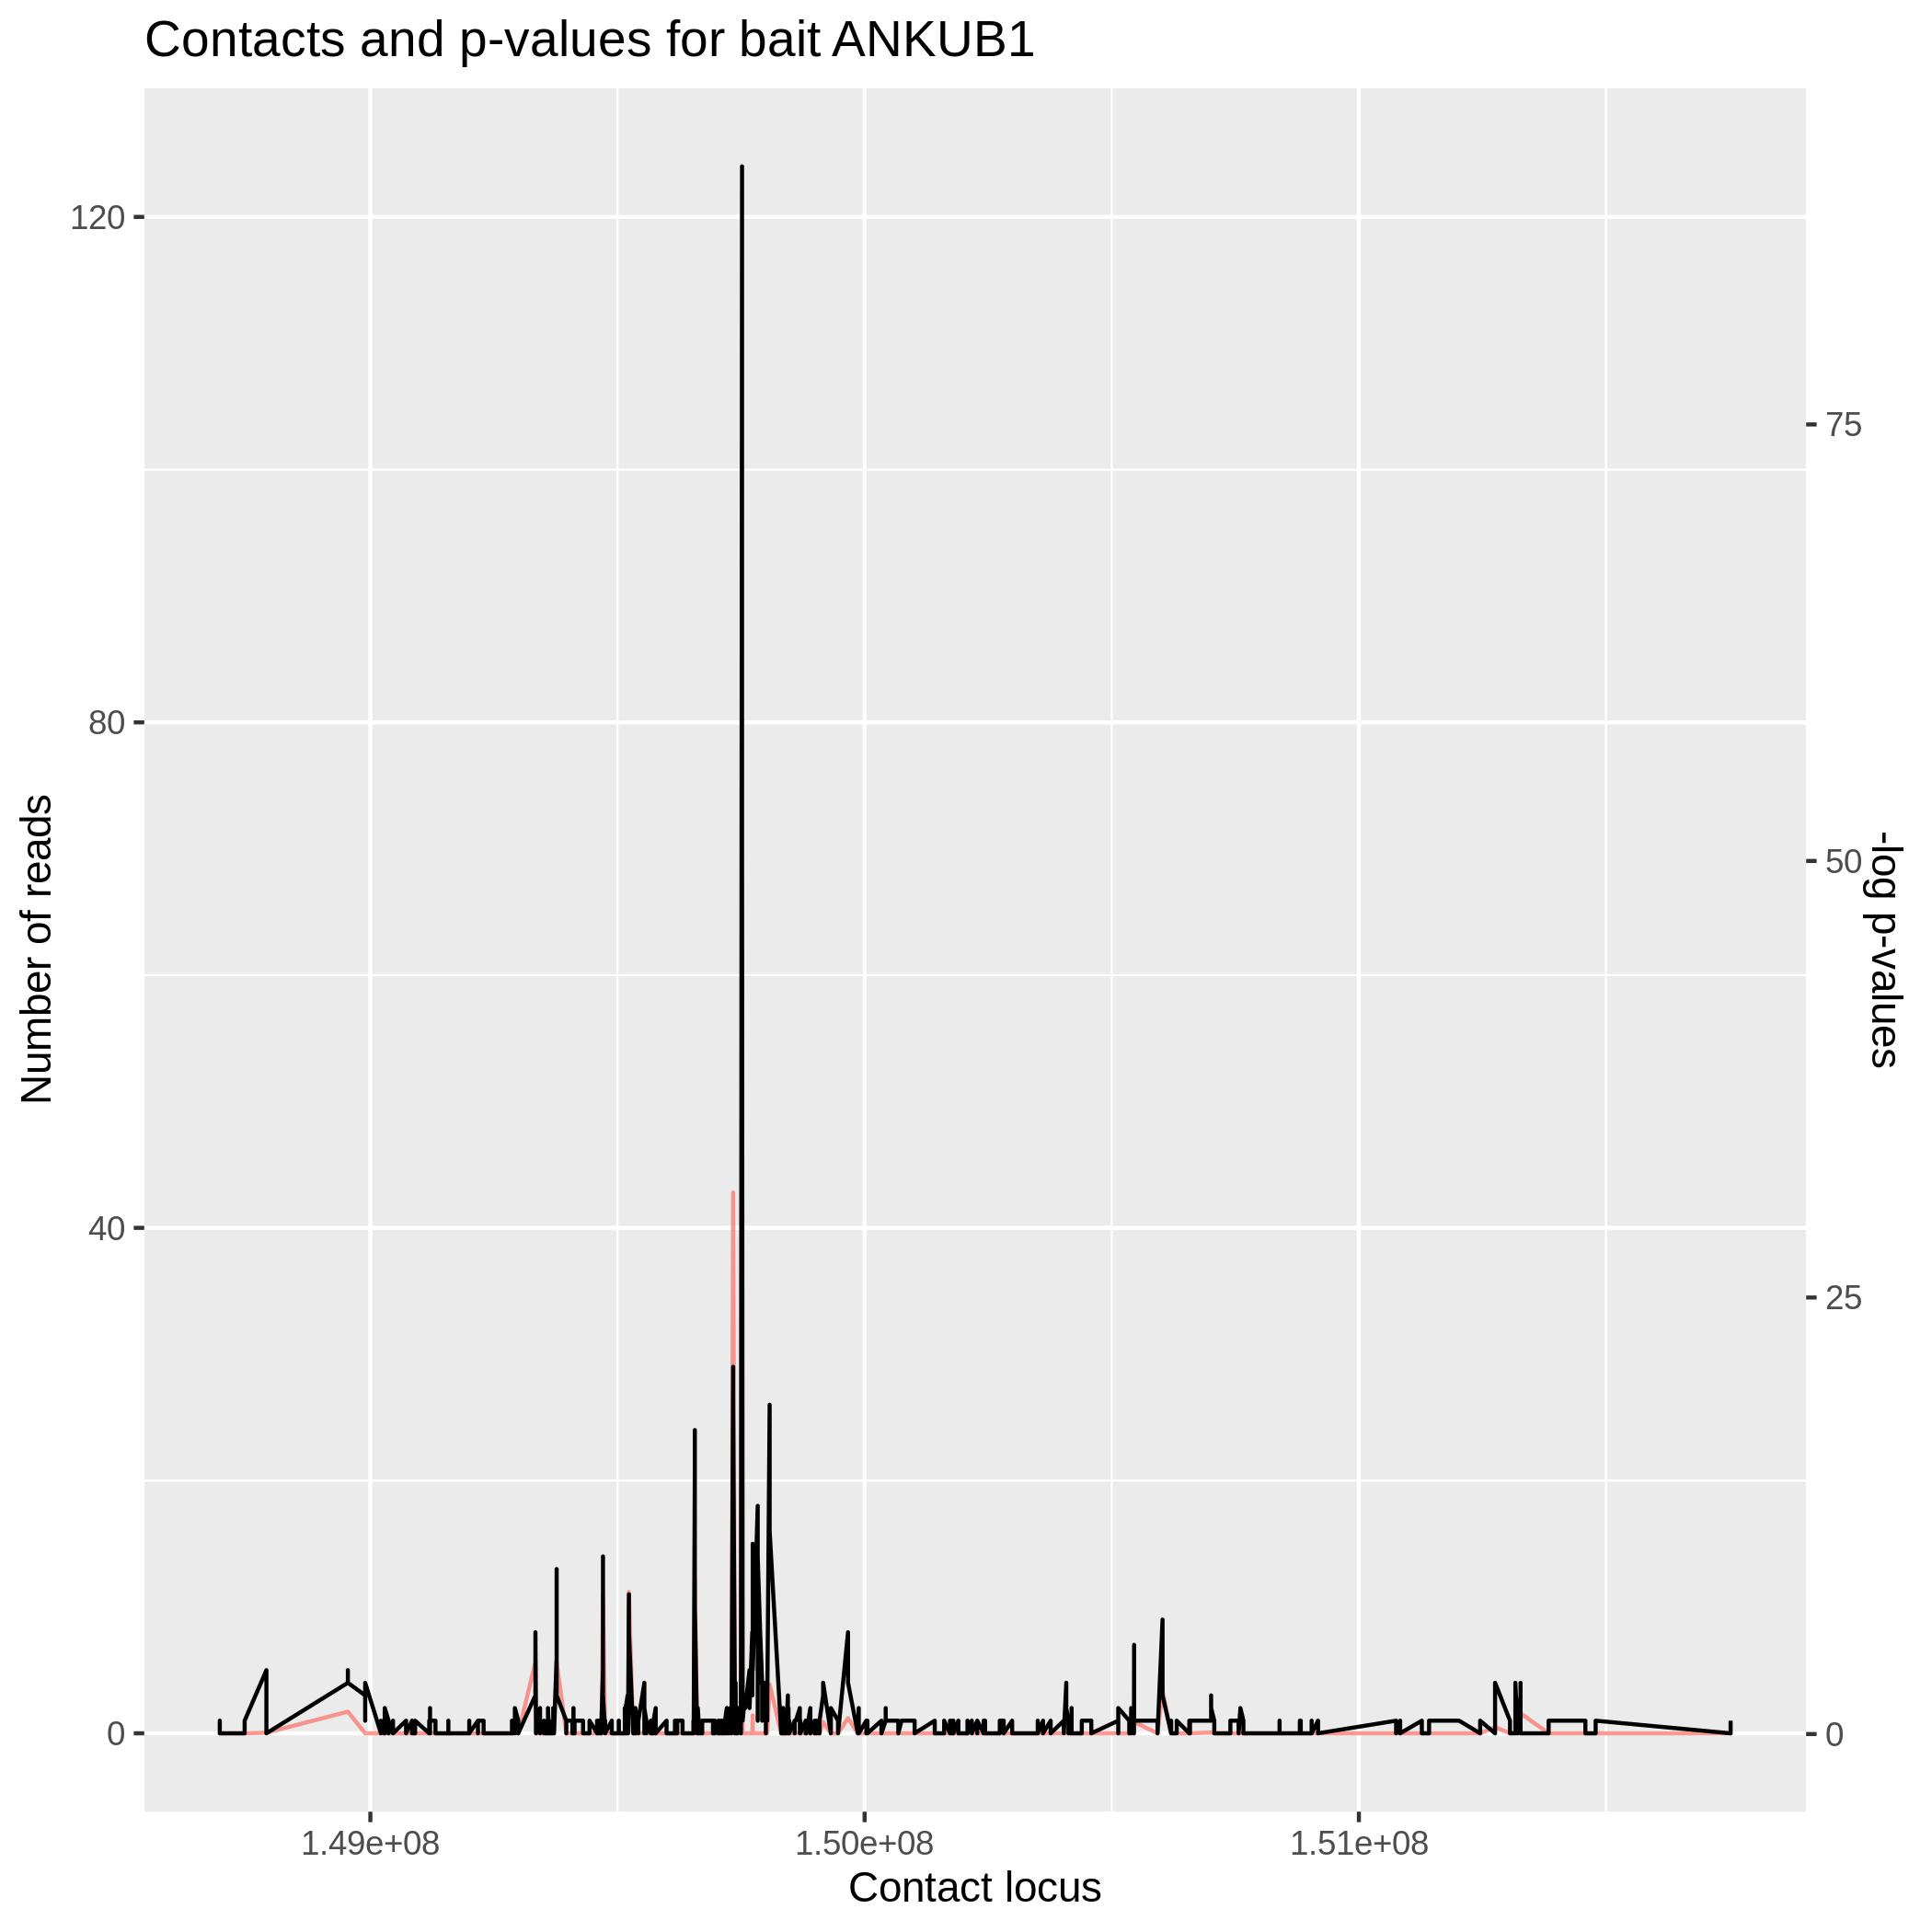 Contacts and p-values for bait ANKUB1
120
80
40
0
Number of reads
75
50
25
0
-log p-values
1.49e+08
1.50e+08
1.51e+08
Contact locus